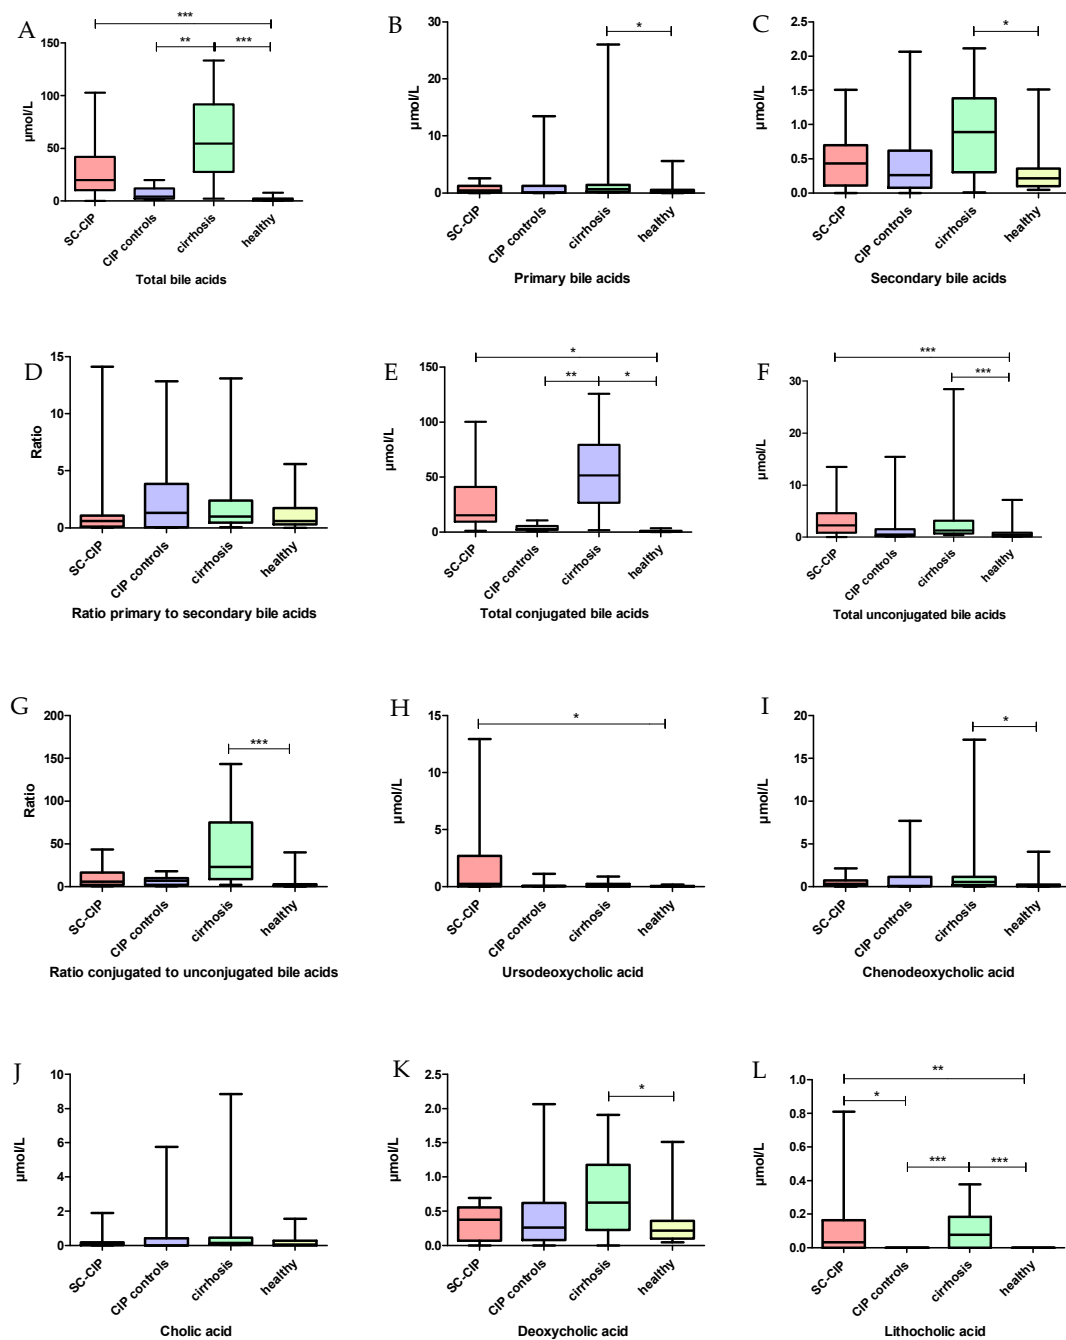 A
***
**
***
150
100
50
0
µmol/L
SC-CIP
CIP controls
cirrhosis
healthy
Total bile acids
B
*
30
20
10
0
µmol/L
SC-CIP
CIP controls
cirrhosis
healthy
Primary bile acids
C
*
2.5
2.0
1.5
1.0
0.5
0.0
µmol/L
SC-CIP
CIP controls
cirrhosis
healthy
Secondary bile acids
D
15
10
5
0
Ratio
SC-CIP
CIP controls
cirrhosis
healthy
Ratio primary to secondary bile acids
E
*
**
*
150
100
50
0
µmol/L
SC-CIP
CIP controls
cirrhosis
healthy
Total conjugated bile acids
F
***
***
30
20
10
0
µmol/L
SC-CIP
CIP controls
cirrhosis
healthy
Total unconjugated bile acids
G
***
200
150
100
50
0
Ratio
SC-CIP
CIP controls
cirrhosis
healthy
Ratio conjugated to unconjugated bile acids
H
*
15
10
5
0
µmol/L
SC-CIP
CIP controls
cirrhosis
healthy
Ursodeoxycholic acid
I
*
20
15
10
5
0
µmol/L
SC-CIP
CIP controls
cirrhosis
healthy
Chenodeoxycholic acid
J
10
8
6
4
2
0
µmol/L
SC-CIP
CIP controls
cirrhosis
healthy
Cholic acid
K
*
2.5
2.0
1.5
1.0
0.5
0.0
µmol/L
SC-CIP
CIP controls
cirrhosis
healthy
Deoxycholic acid
L
**
*
***
***
1.0
0.8
0.6
0.4
0.2
0.0
µmol/L
SC-CIP
CIP controls
cirrhosis
healthy
Lithocholic acid